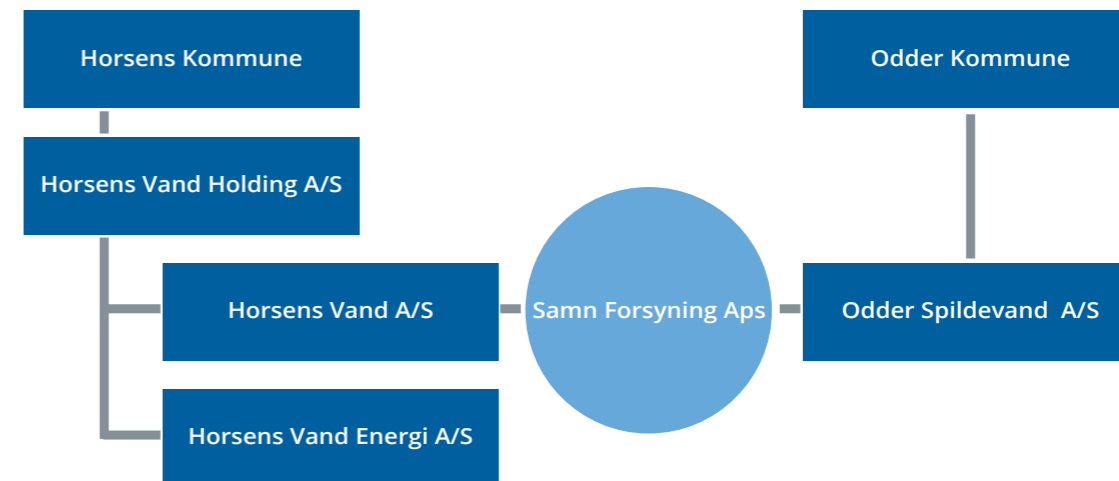 Horsens Kommune
Odder Kommune
Horsens Vand Holding A/S
Horsens Vand A/S
Samn Forsyning Aps
Odder Spildevand A/S
Horsens Vand Energi A/S